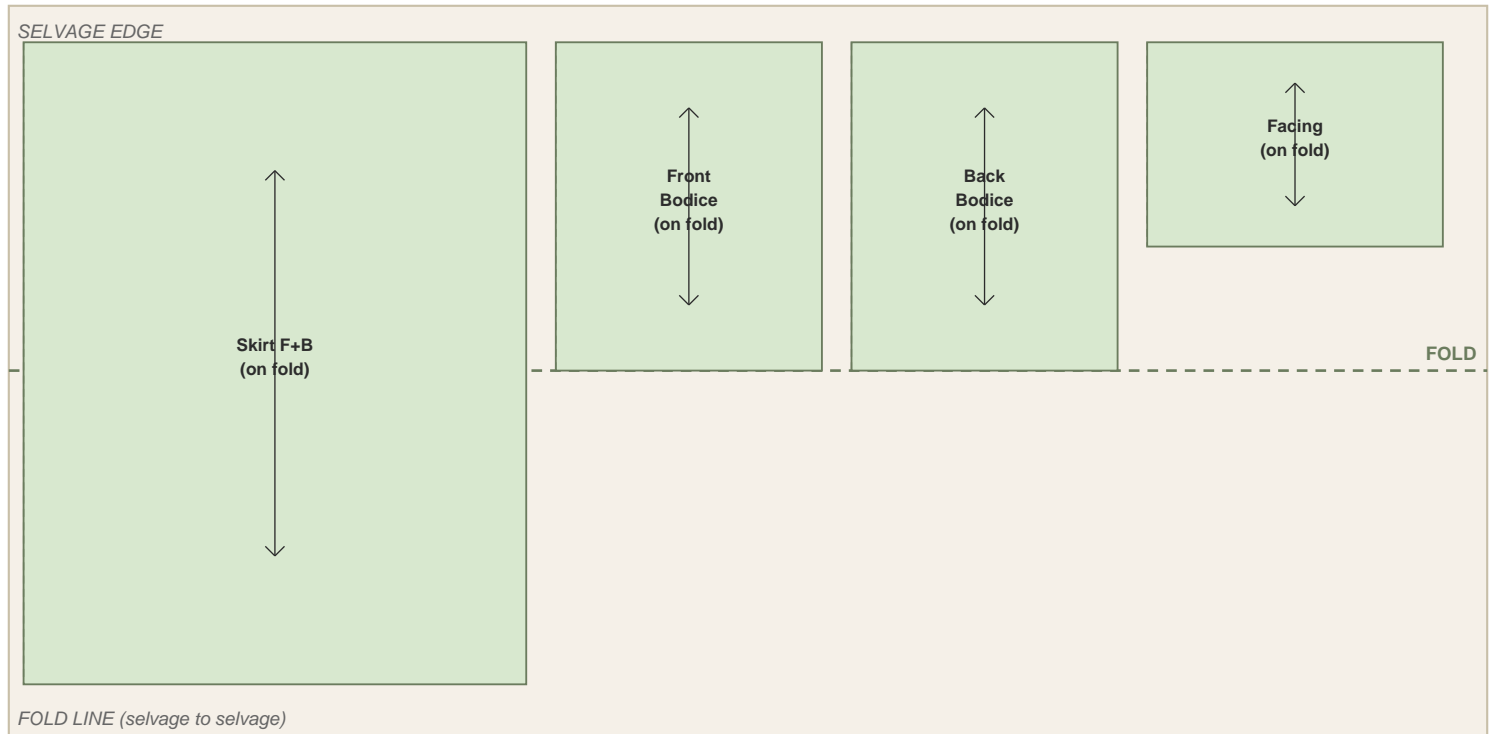 SELVAGE EDGE
Facing
(on fold)
Front
Bodice
(on fold)
Back
Bodice
(on fold)
Skirt F+B
(on fold)
FOLD
FOLD LINE (selvage to selvage)